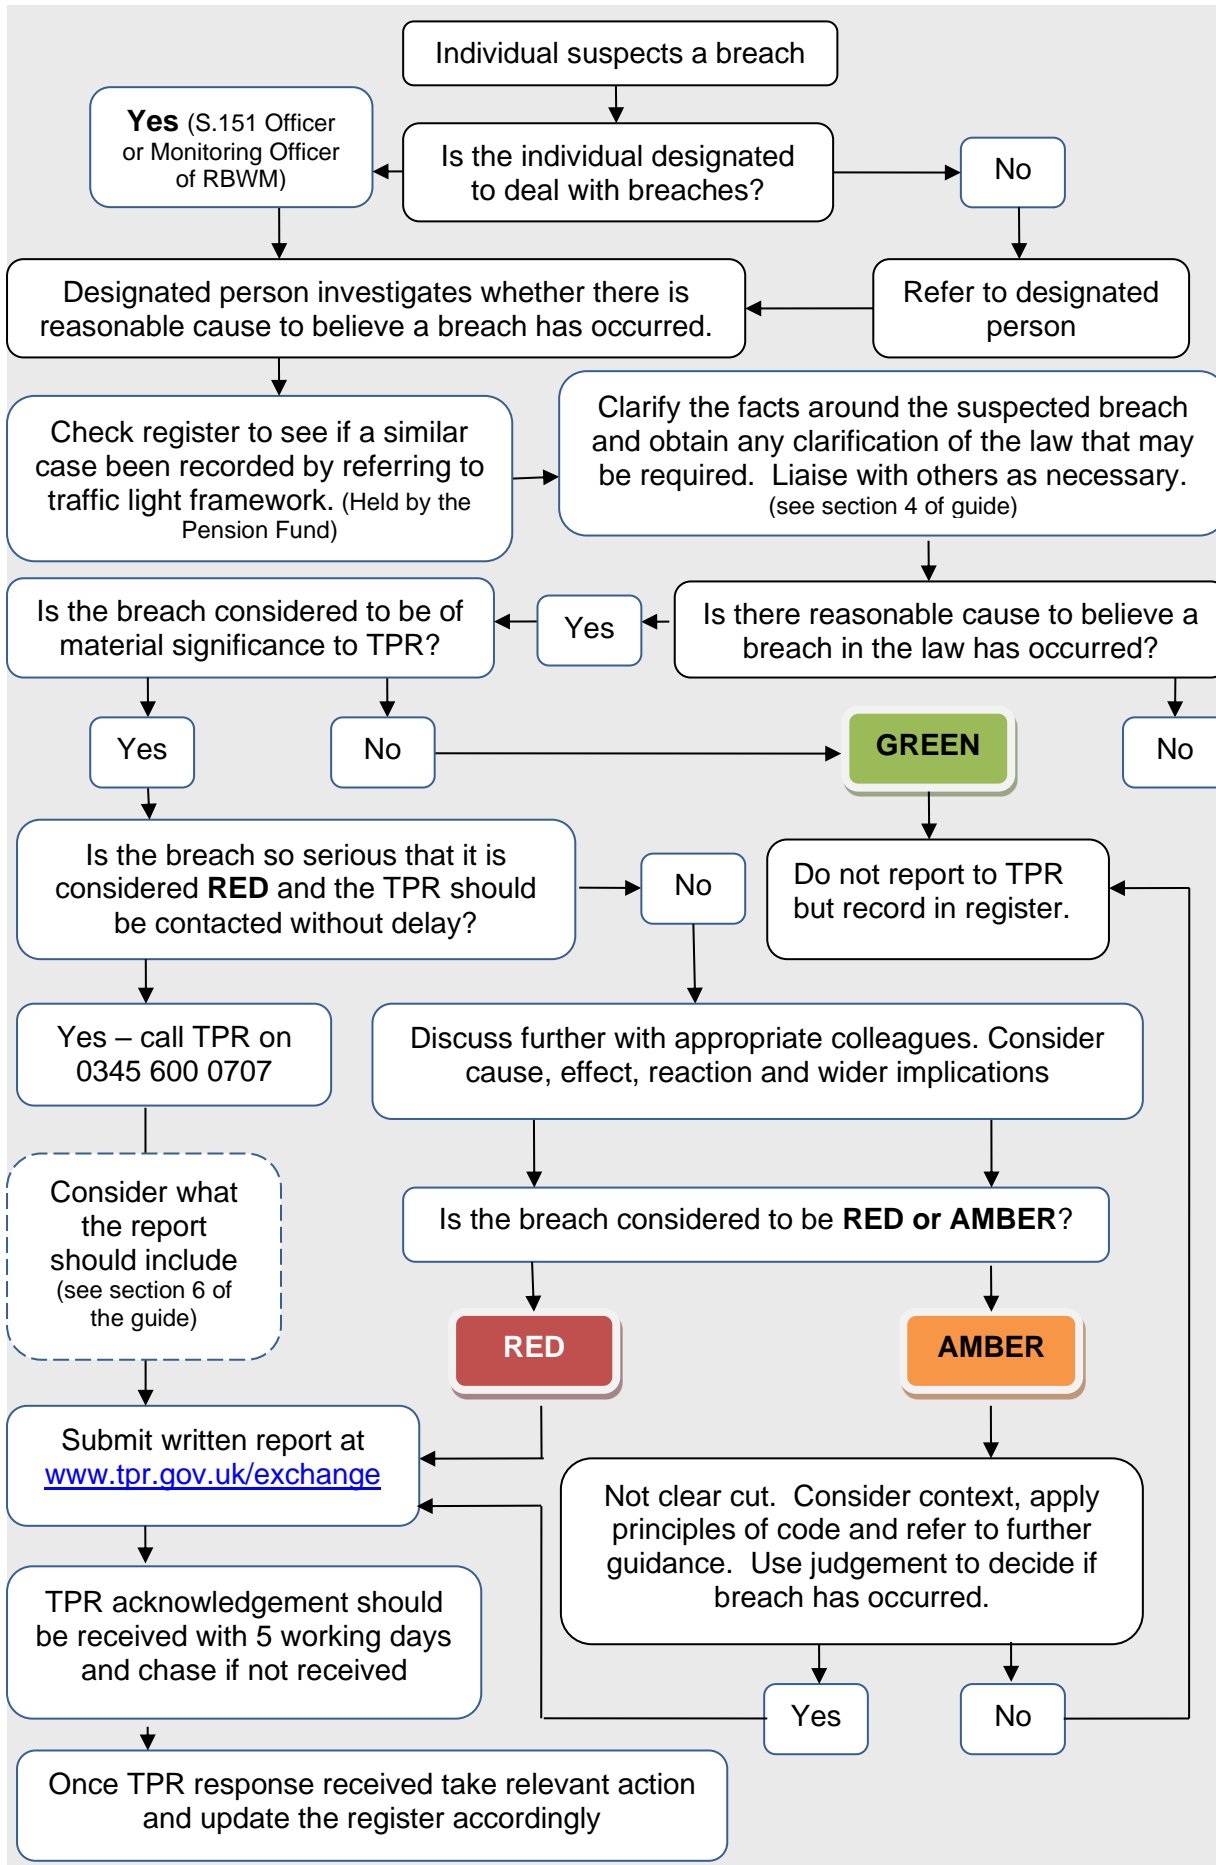 Individual suspects a breach
Yes (S.151 Officer
or Monitoring Officer
of RBWM)
Is the individual designated
to deal with breaches?
No
Designated person investigates whether there is
reasonable cause to believe a breach has occurred.
Refer to designated
person
Check register to see if a similar
case been recorded by referring to
traffic light framework. (Held by the
Pension Fund)
Clarify the facts around the suspected breach
and obtain any clarification of the law that may
be required.  Liaise with others as necessary.
(see section 4 of guide)
Is the breach considered to be of
material significance to TPR?
Yes
Is there reasonable cause to believe a
breach in the law has occurred?
Yes
No
GREEN
No
Is the breach so serious that it is
considered RED and the TPR should
be contacted without delay?
No
Do not report to TPR
but record in register.
Yes – call TPR on
0345 600 0707
Discuss further with appropriate colleagues. Consider
cause, effect, reaction and wider implications
Consider what
the report
should include
(see section 6 of
the guide)
Is the breach considered to be RED or AMBER?
RED
AMBER
Submit written report at
www.tpr.gov.uk/exchange
Not clear cut.  Consider context, apply
principles of code and refer to further
guidance.  Use judgement to decide if
breach has occurred.
TPR acknowledgement should
be received with 5 working days
and chase if not received
Yes
No
Once TPR response received take relevant action
and update the register accordingly